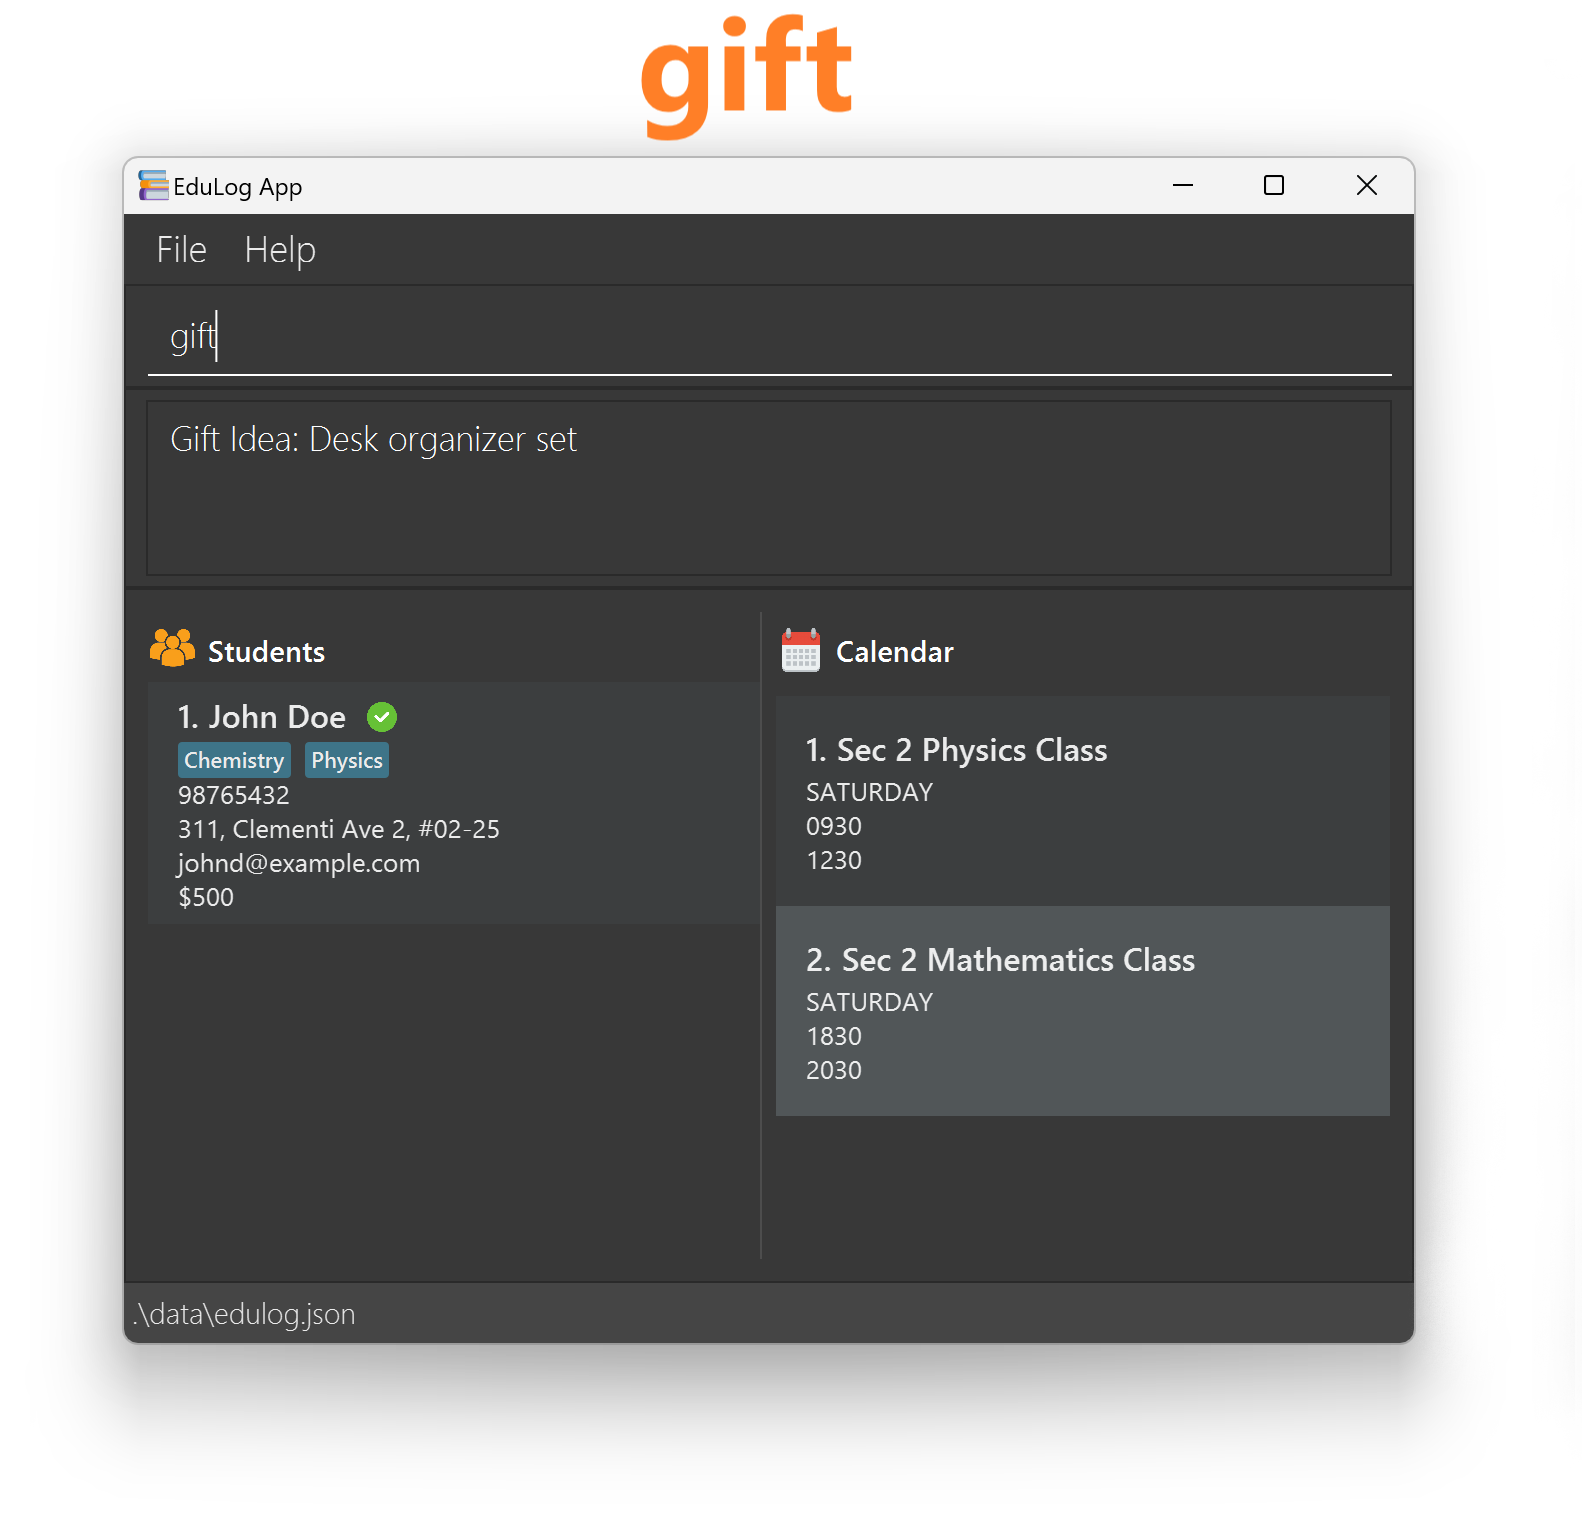 gift
EduLog App
File Help
gift
Gift Idea: Desk organizer set
Students
1. John Doe
Chemistry Physics
98765432
311, Clementi Ave 2, #02-25
johnd@example.com
$500
Calendar
1. Sec 2 Physics Class
SATURDAY
0930
1230
2. Sec 2 Mathematics Class
SATURDAY
1830
2030
.\data\edulog.json